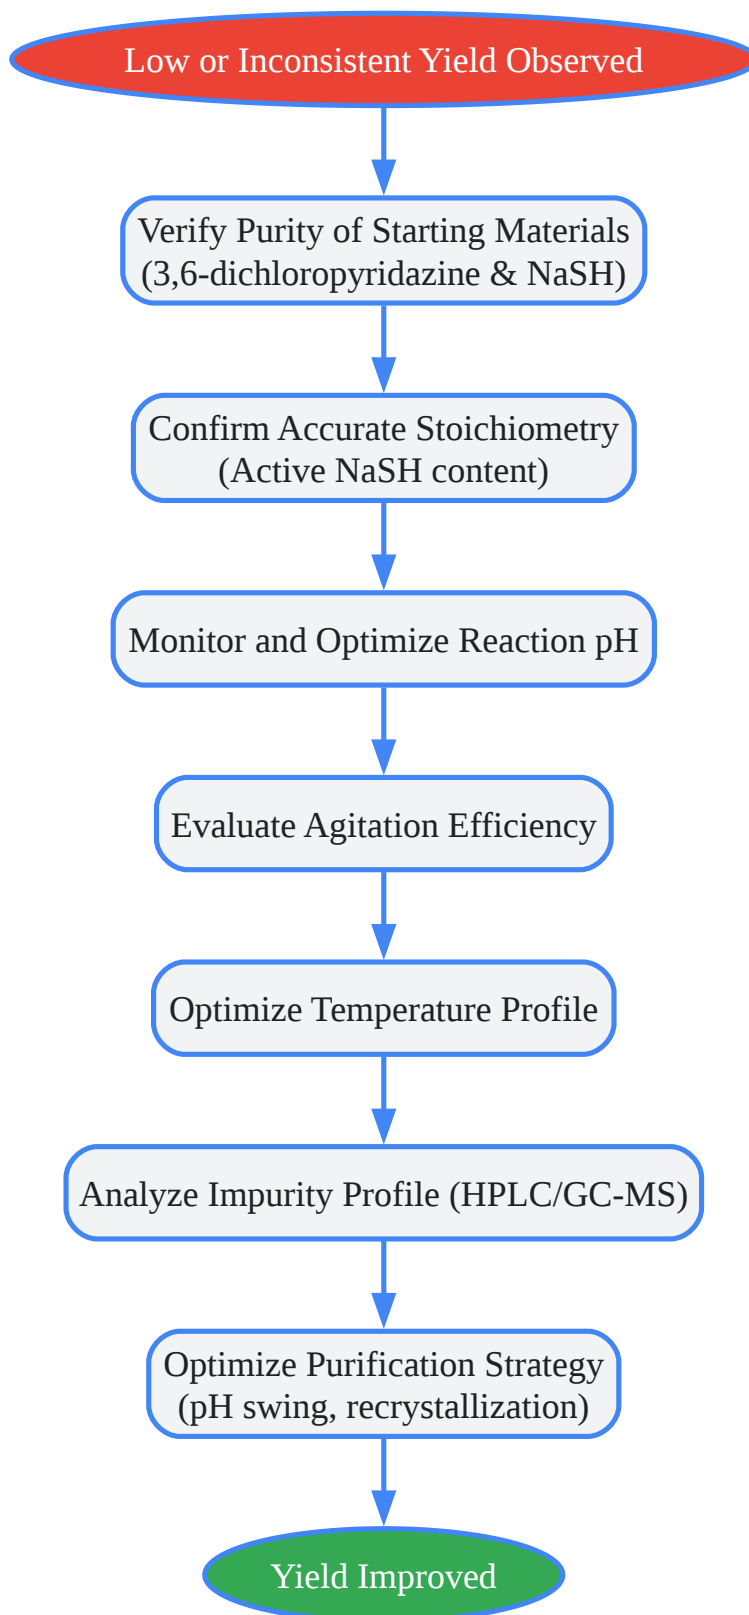 Low or Inconsistent Yield Observed
Verify Purity of Starting Materials
(3,6-dichloropyridazine & NaSH)
Confirm Accurate Stoichiometry
(Active NaSH content)
Monitor and Optimize Reaction pH
Evaluate Agitation Efficiency
Optimize Temperature Profile
Analyze Impurity Profile (HPLC/GC-MS)
Optimize Purification Strategy
(pH swing, recrystallization)
Yield Improved